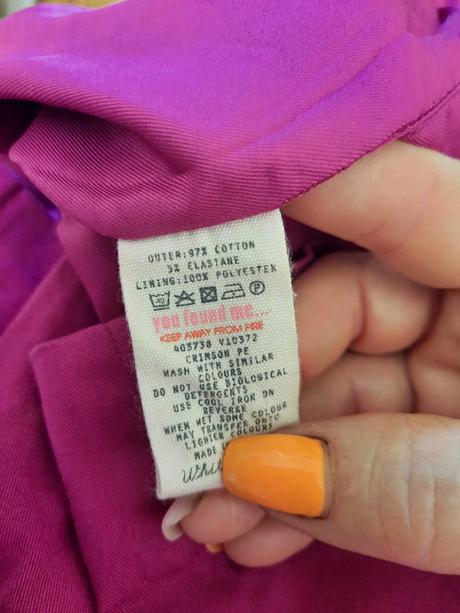 OUTER:97% COTTON
3% ELASTANE
LINING:100% POLYESTER
40 P
you found me...
KEEP AWAY FROM FIRE
403738 V10372
CRIMSON PE
WASH WITH SIMILAR
COLOURS
DO NOT USE BIOLOGICAL
DETERGENTS
USE COOL IRON ON
REVERSE
WHEN WET SOME COLOUR
MAY TRANSFER ONTO
LIGHTER COLOURS
MADE